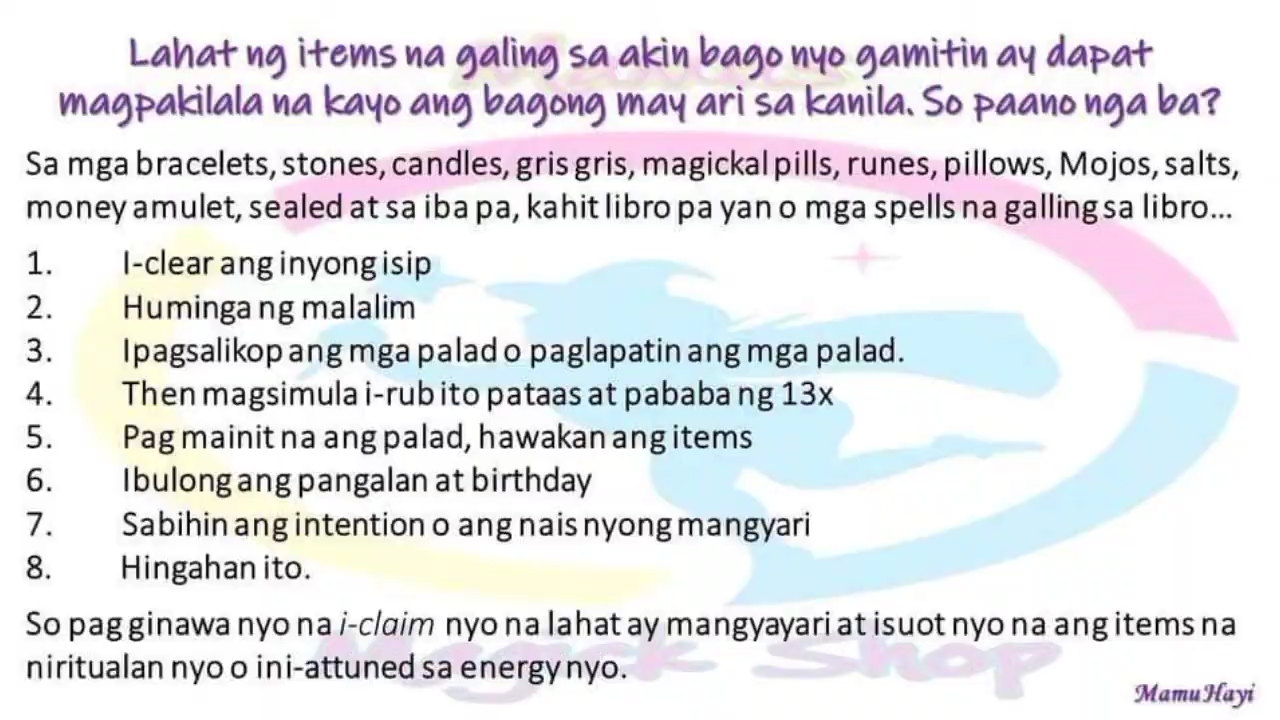 Lahat ng items na galing sa akin bago nyo gamitin ay dapat
magpakilala na kayo ang bagong may ari sa kanila. So paano nga ba?
Sa mga bracelets, stones, candles, gris gris, magickal pills, runes, pillows, Mojos, salts,
money amulet, sealed at sa iba pa, kahit libro pa yan o mga spells na galling sa libro...
1. I-clear ang inyong isip
2. Huminga ng malalim
3. Ipagsalikop ang mga palad o paglapatin ang mga palad.
4. Then magsimula i-rub ito pataas at pababa ng 13x
5. Pag mainit na ang palad, hawakan ang items
6. Ibulong ang pangalan at birthday
7. Sabihin ang intention o ang nais nyong mangyari
8. Hingahan ito.
So pag ginawa nyo na i-claim nyo na lahat ay mangyayari at isuot nyo na ang items na
niritualan nyo o ini-attuned sa energy nyo.
Magick Shop
MamuHayi